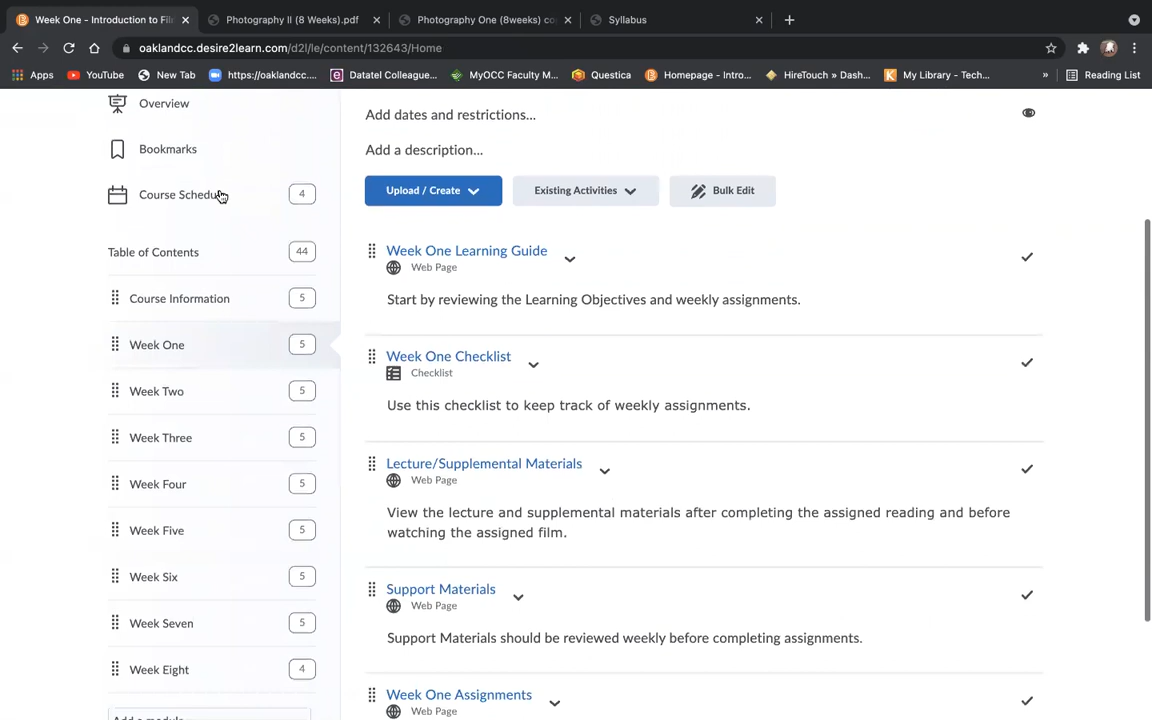 Week One - Introduction to Fil
Photography II (8 Weeks).pdf
Photography One (8weeks) co
Syllabus
oaklandcc.desire2learn.com/d2l/le/content/132643/Home
Apps
YouTube
New Tab
https://oaklandcc....
Datatel Colleague...
MyOCC Faculty M...
Questica
Homepage - Intro...
HireTouch » Dash...
My Library - Tech...
»
Reading List
Overview
Bookmarks
Course Schedu
4
Table of Contents
44
Course Information
5
Week One
5
Week Two
5
Week Three
5
Week Four
5
Week Five
5
Week Six
5
Week Seven
5
Week Eight
4
Add a module
Add dates and restrictions...
Add a description...
Upload / Create
Existing Activities
Bulk Edit
Week One Learning Guide
Web Page
Start by reviewing the Learning Objectives and weekly assignments.
Week One Checklist
Checklist
Use this checklist to keep track of weekly assignments.
Lecture/Supplemental Materials
Web Page
View the lecture and supplemental materials after completing the assigned reading and before
watching the assigned film.
Support Materials
Web Page
Support Materials should be reviewed weekly before completing assignments.
Week One Assignments
Web Page